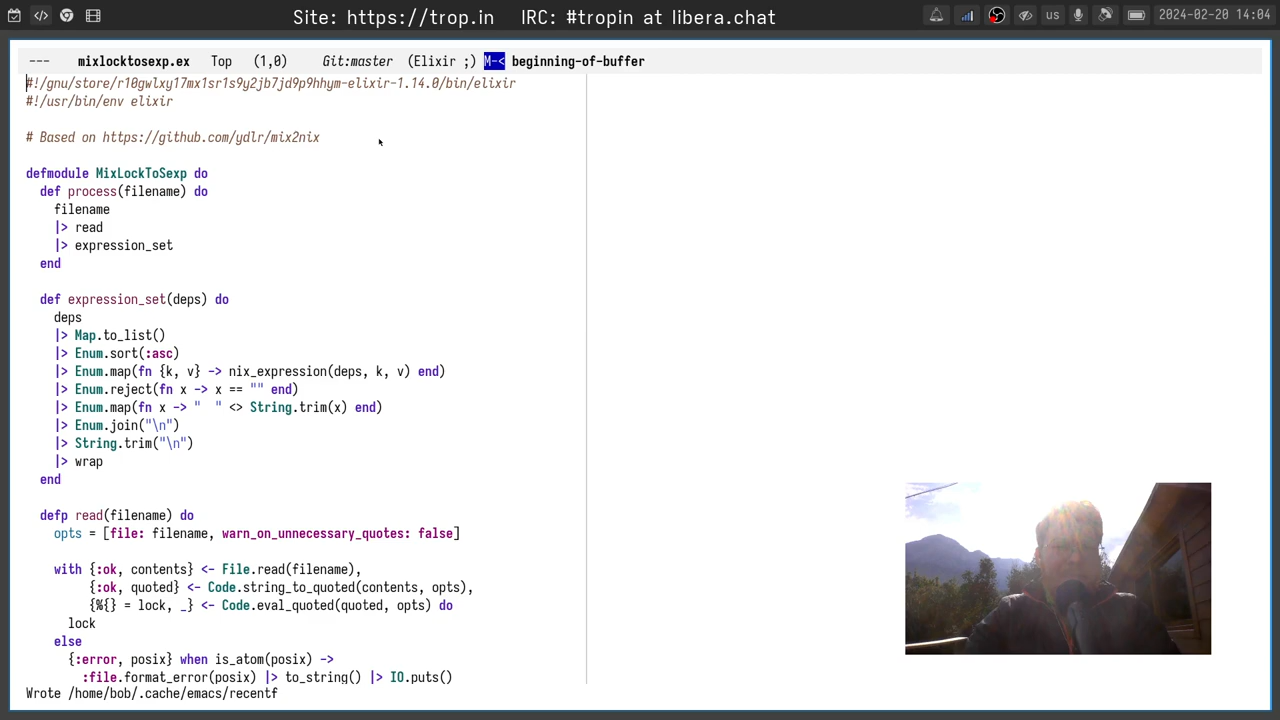 Site: https://trop.in IRC: #tropin at libera.chat
us 2024-02-20 14:04
--- mixlocktosexp.ex Top (1,0) Git:master (Elixir ;) M-< beginning-of-buffer
#!/gnu/store/r10gwlxy17mx1sr1s9y2jb7jd9p9hhym-elixir-1.14.0/bin/elixir
#!/usr/bin/env elixir
# Based on https://github.com/ydlr/mix2nix
defmodule MixLockToSexp do
  def process(filename) do
    filename
    |> read
    |> expression_set
  end
  def expression_set(deps) do
    deps
    |> Map.to_list()
    |> Enum.sort(:asc)
    |> Enum.map(fn {k, v} -> nix_expression(deps, k, v) end)
    |> Enum.reject(fn x -> x == "" end)
    |> Enum.map(fn x -> "  " <> String.trim(x) end)
    |> Enum.join("\n")
    |> String.trim("\n")
    |> wrap
  end
  defp read(filename) do
    opts = [file: filename, warn_on_unnecessary_quotes: false]
    with {:ok, contents} <- File.read(filename),
         {:ok, quoted} <- Code.string_to_quoted(contents, opts),
         {%{} = lock, _} <- Code.eval_quoted(quoted, opts) do
      lock
    else
      {:error, posix} when is_atom(posix) ->
        :file.format_error(posix) |> to_string() |> IO.puts()
Wrote /home/bob/.cache/emacs/recentf